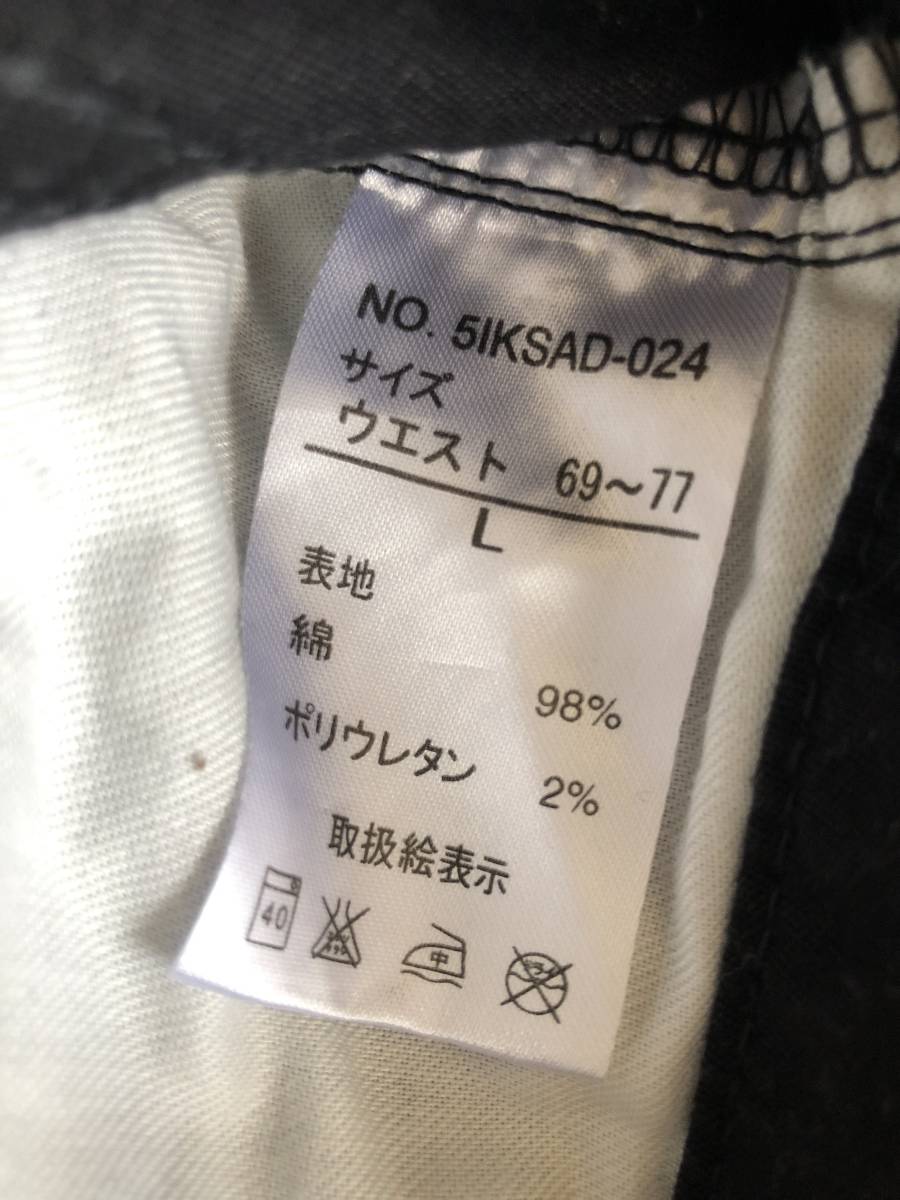 NO. 5IKSAD-024
サイズ
ウエスト 69～77
L
表地
綿 98%
ポリウレタン 2%
取扱絵表示
40 中